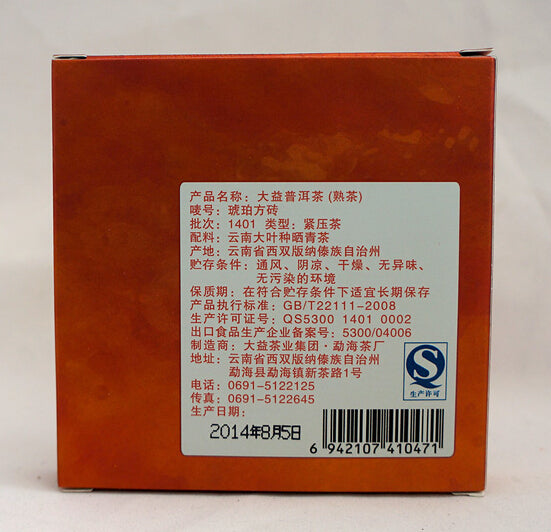 产品名称：大益普洱茶 (熟茶)
唛号：琥珀方砖
批次：1401 类型：紧压茶
配料：云南大叶种晒青茶
产地：云南省西双版纳傣族自治州
贮存条件：通风、阴凉、干燥、无异味、
无污染的环境
保质期：在符合贮存条件下适宜长期保存
产品执行标准：GB/T22111-2008
生产许可证号：QS5300 1401 0002
出口食品生产企业备案号：5300/04006
制造商：大益茶业集团·勐海茶厂
地址：云南省西双版纳傣族自治州
勐海县勐海镇新茶路1号
电话：0691-5122125
传真：0691-5122645
生产日期：
2014年8月5日
QS
生产许可
6 942107 410471